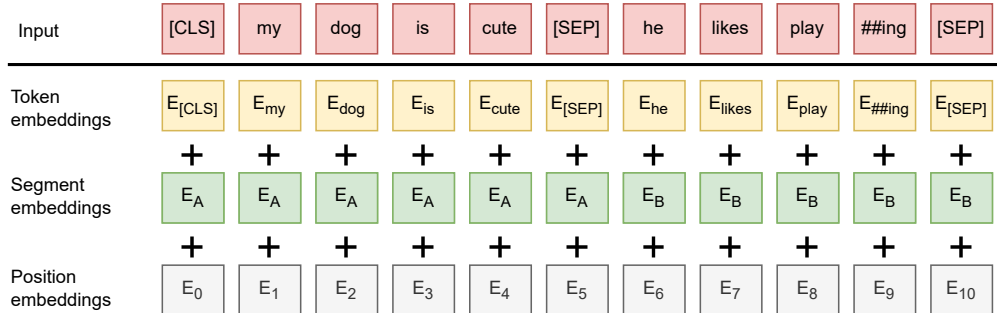 Input [CLS] my dog is cute [SEP] he likes play ##ing [SEP]
Token embeddings E[CLS] Emy Edog Eis Ecute E[SEP] Ehe Elikes Eplay E##ing E[SEP]
+ + + + + + + + + + +
Segment embeddings EA EA EA EA EA EA EB EB EB EB EB
+ + + + + + + + + + +
Position embeddings E0 E1 E2 E3 E4 E5 E6 E7 E8 E9 E10